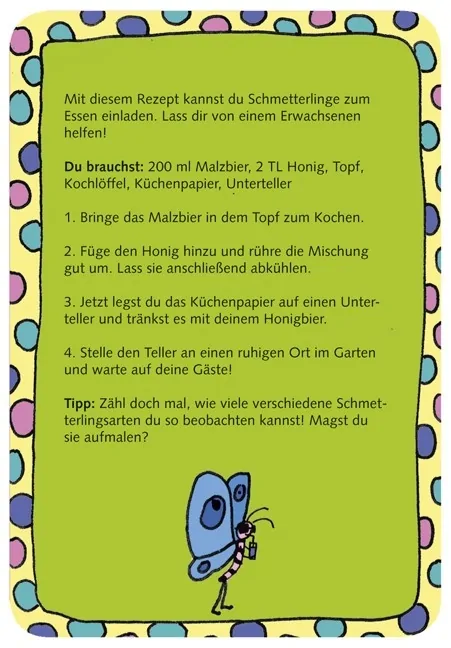 Mit diesem Rezept kannst du Schmetterlinge zum
Essen einladen. Lass dir von einem Erwachsenen
helfen!
Du brauchst: 200 ml Malzbier, 2 TL Honig, Topf,
Kochlöffel, Küchenpapier, Unterteller
1. Bringe das Malzbier in dem Topf zum Kochen.
2. Füge den Honig hinzu und rühre die Mischung
gut um. Lass sie anschließend abkühlen.
3. Jetzt legst du das Küchenpapier auf einen Unter-
teller und tränkst es mit deinem Honigbier.
4. Stelle den Teller an einen ruhigen Ort im Garten
und warte auf deine Gäste!
Tipp: Zähl doch mal, wie viele verschiedene Schmet-
terlingsarten du so beobachten kannst! Magst du
sie aufmalen?